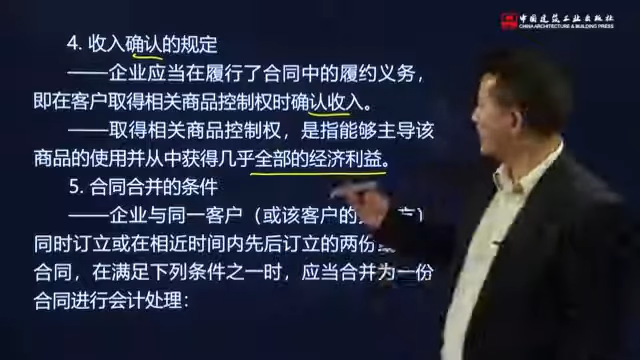 中国建筑工业出版社
CHINA ARCHITECTURE & BUILDING PRESS
4. 收入确认的规定
——企业应当在履行了合同中的履约义务，
即在客户取得相关商品控制权时确认收入。
——取得相关商品控制权，是指能够主导该
商品的使用并从中获得几乎全部的经济利益。
5. 合同合并的条件
——企业与同一客户（或该客户的
同时订立或在相近时间内先后订立的两份
合同，在满足下列条件之一时，应当合并为一份
合同进行会计处理：